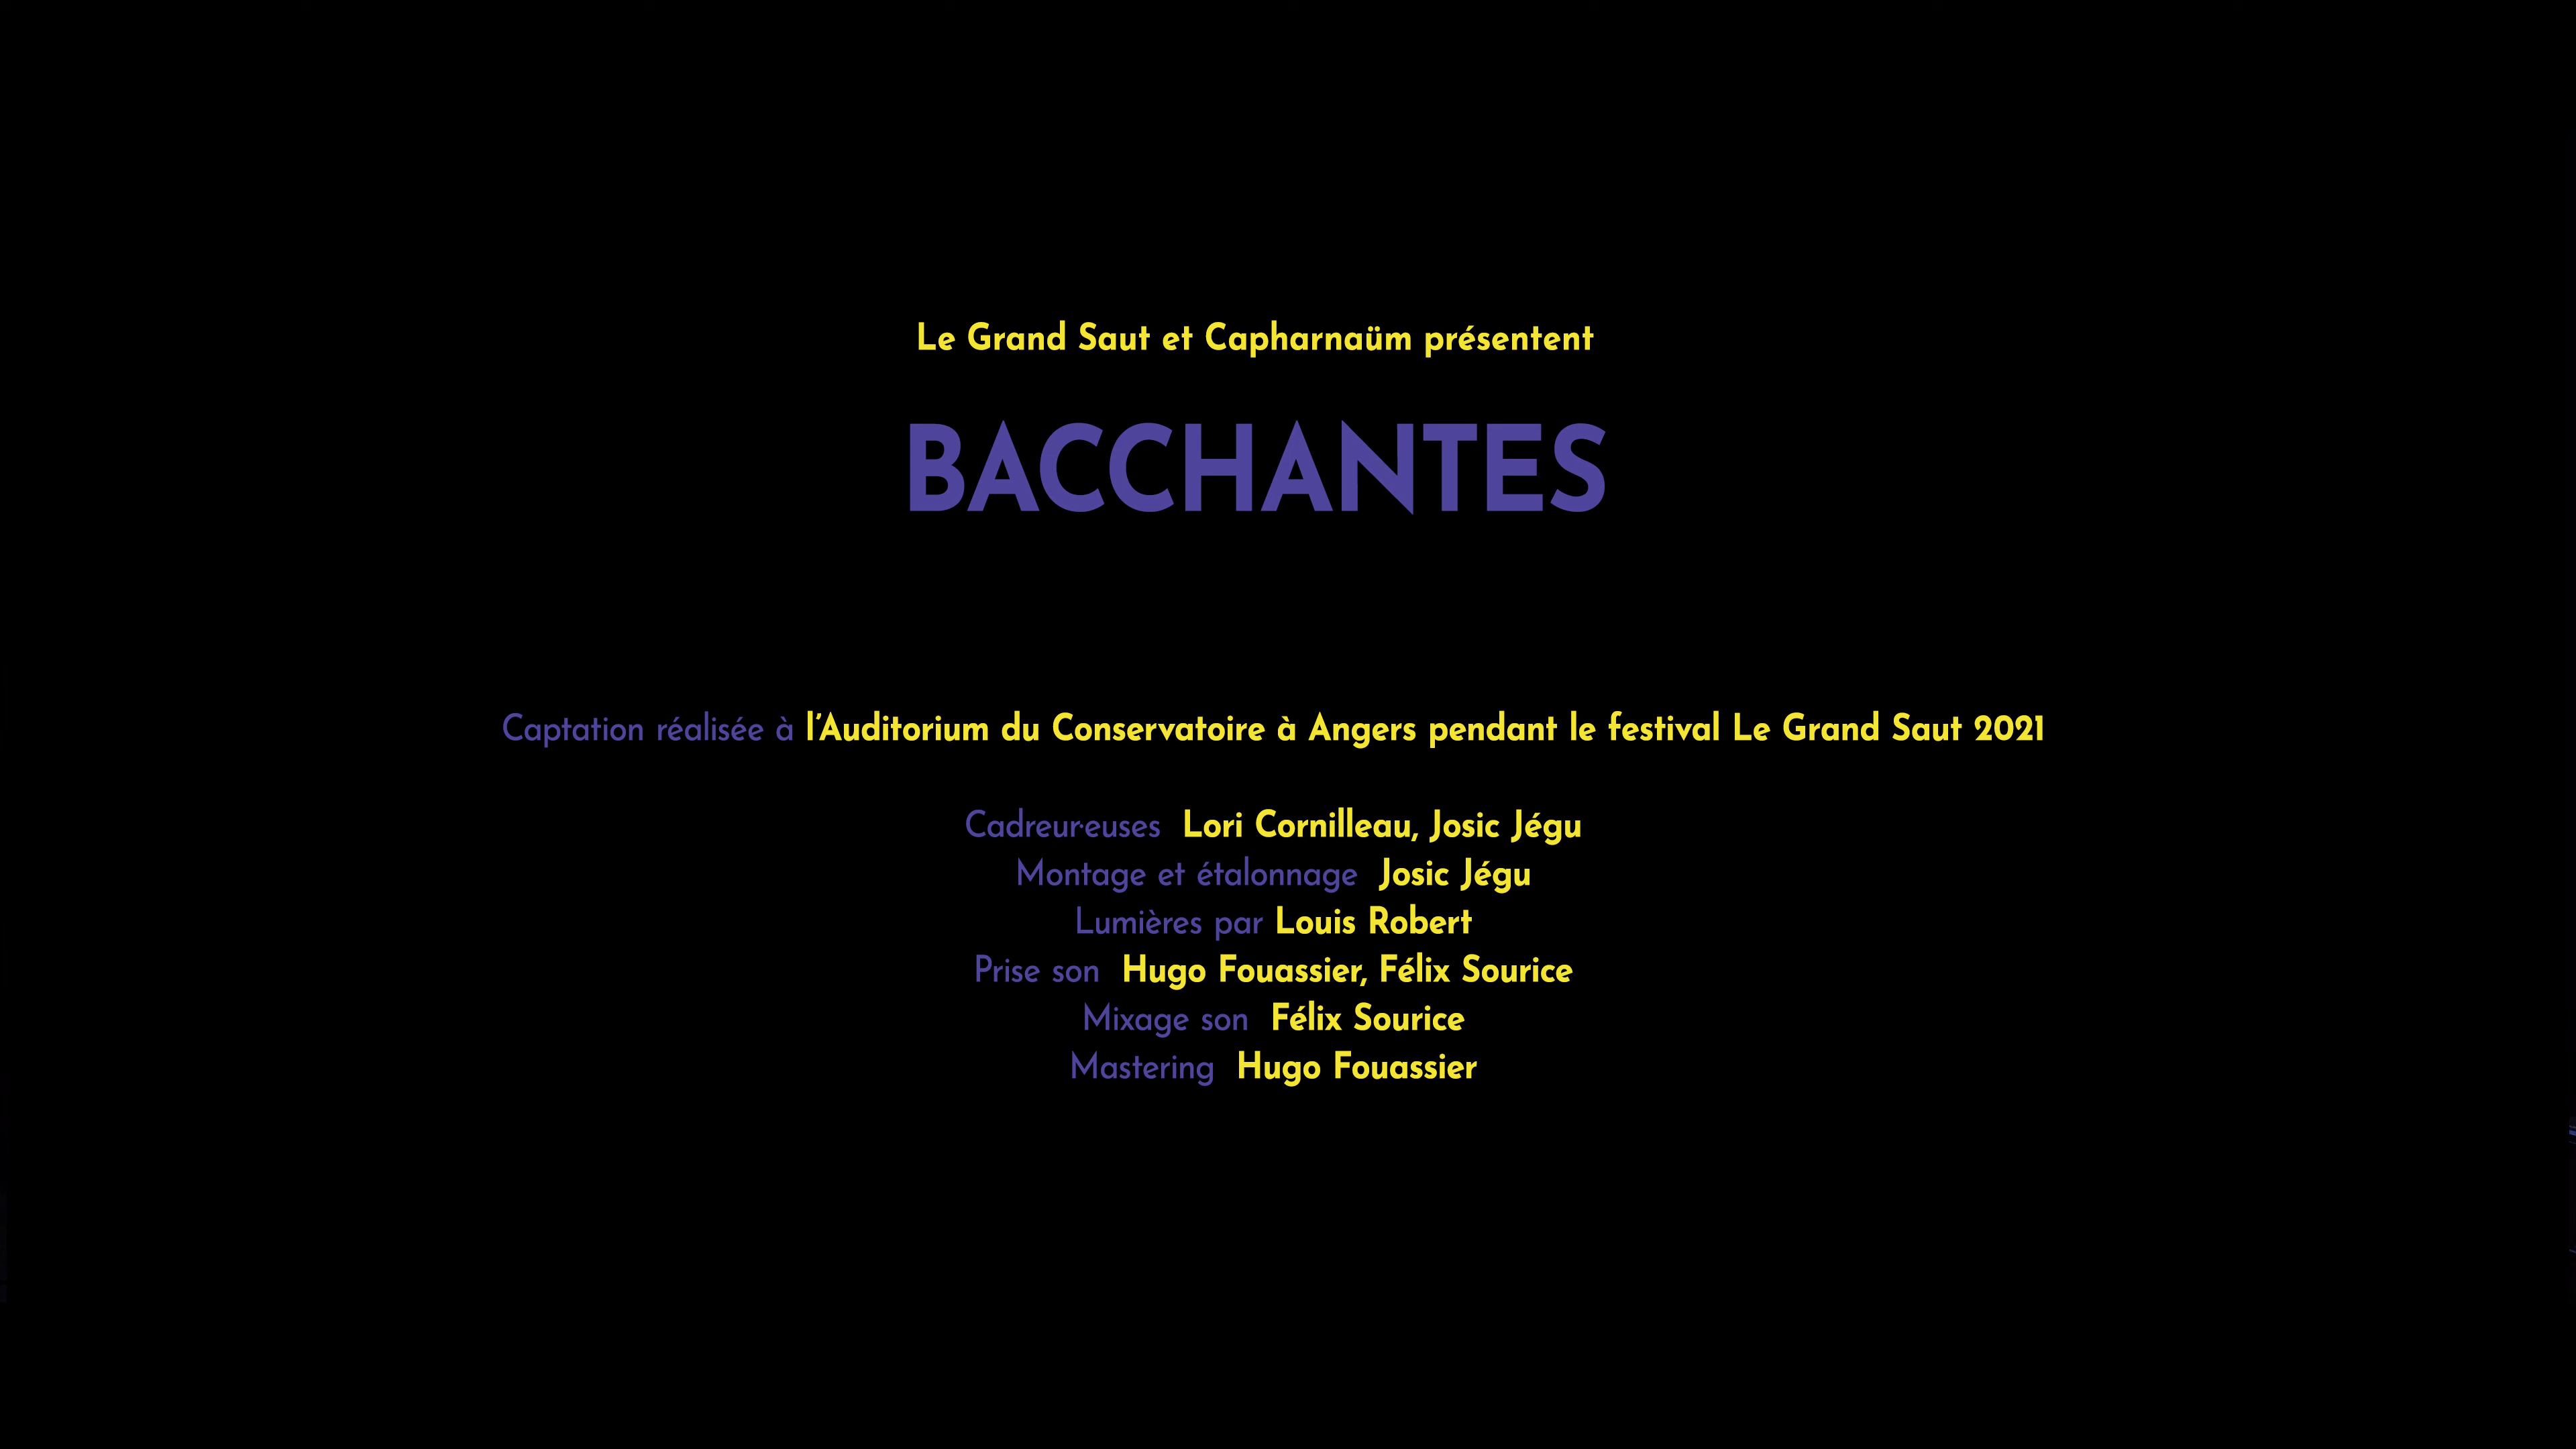 Le Grand Saut et Capharnaüm présentent
BACCHANTES
Captation réalisée à l'Auditorium du Conservatoire à Angers pendant le festival Le Grand Saut 2021
Cadreur·euses Lori Cornilleau, Josic Jégu
Montage et étalonnage Josic Jégu
Lumières par Louis Robert
Prise son Hugo Fouassier, Félix Sourice
Mixage son Félix Sourice
Mastering Hugo Fouassier